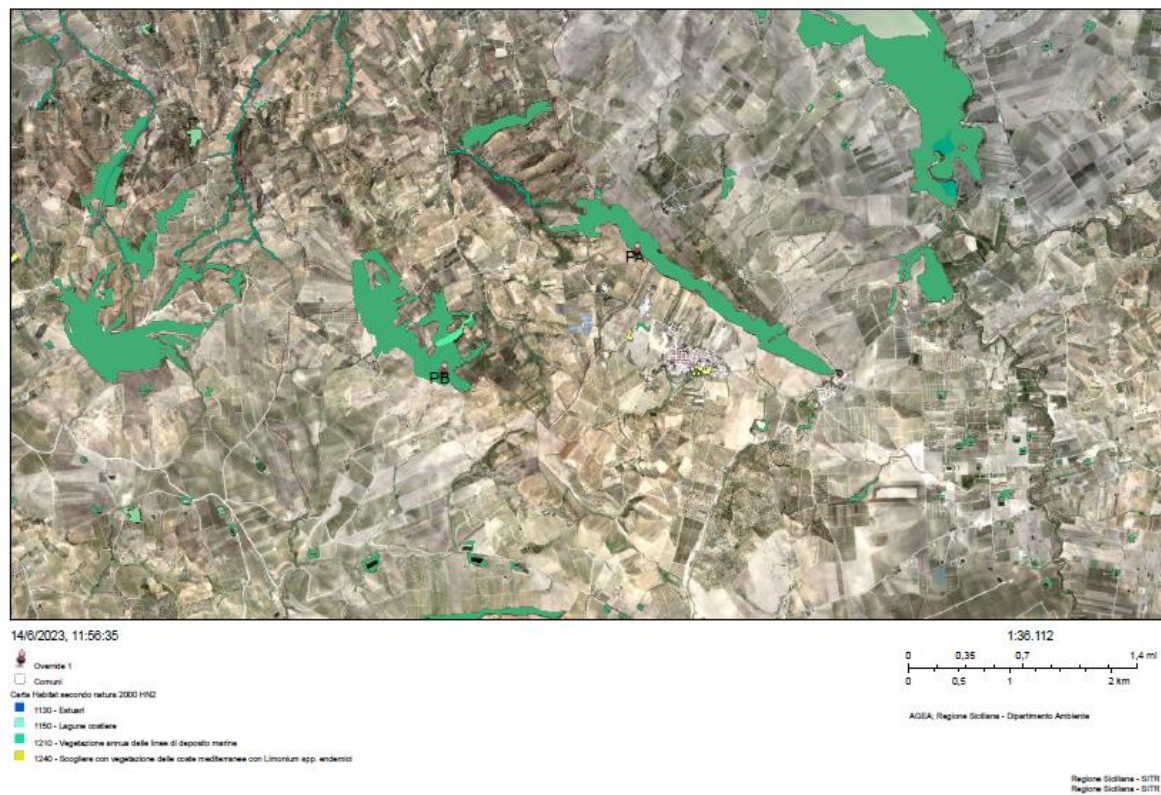 PA
PB
14/6/2023, 11:56:35
Override 1
Comuni
Carta Habitat secondo natura 2000 HN2
1130 - Estuari
1150 - Lagune costiere
1210 - Vegetazione annua delle linee di deposito marine
1240 - Scogliere con vegetazione delle coste mediterranee con Limonium spp. endemici
1:36.112
0 0,35 0,7 1,4 mi
0 0,5 1 2 km
AGEA; Regione Siciliana - Dipartimento Ambiente
Regione Siciliana - SITR
Regione Siciliana - SITR